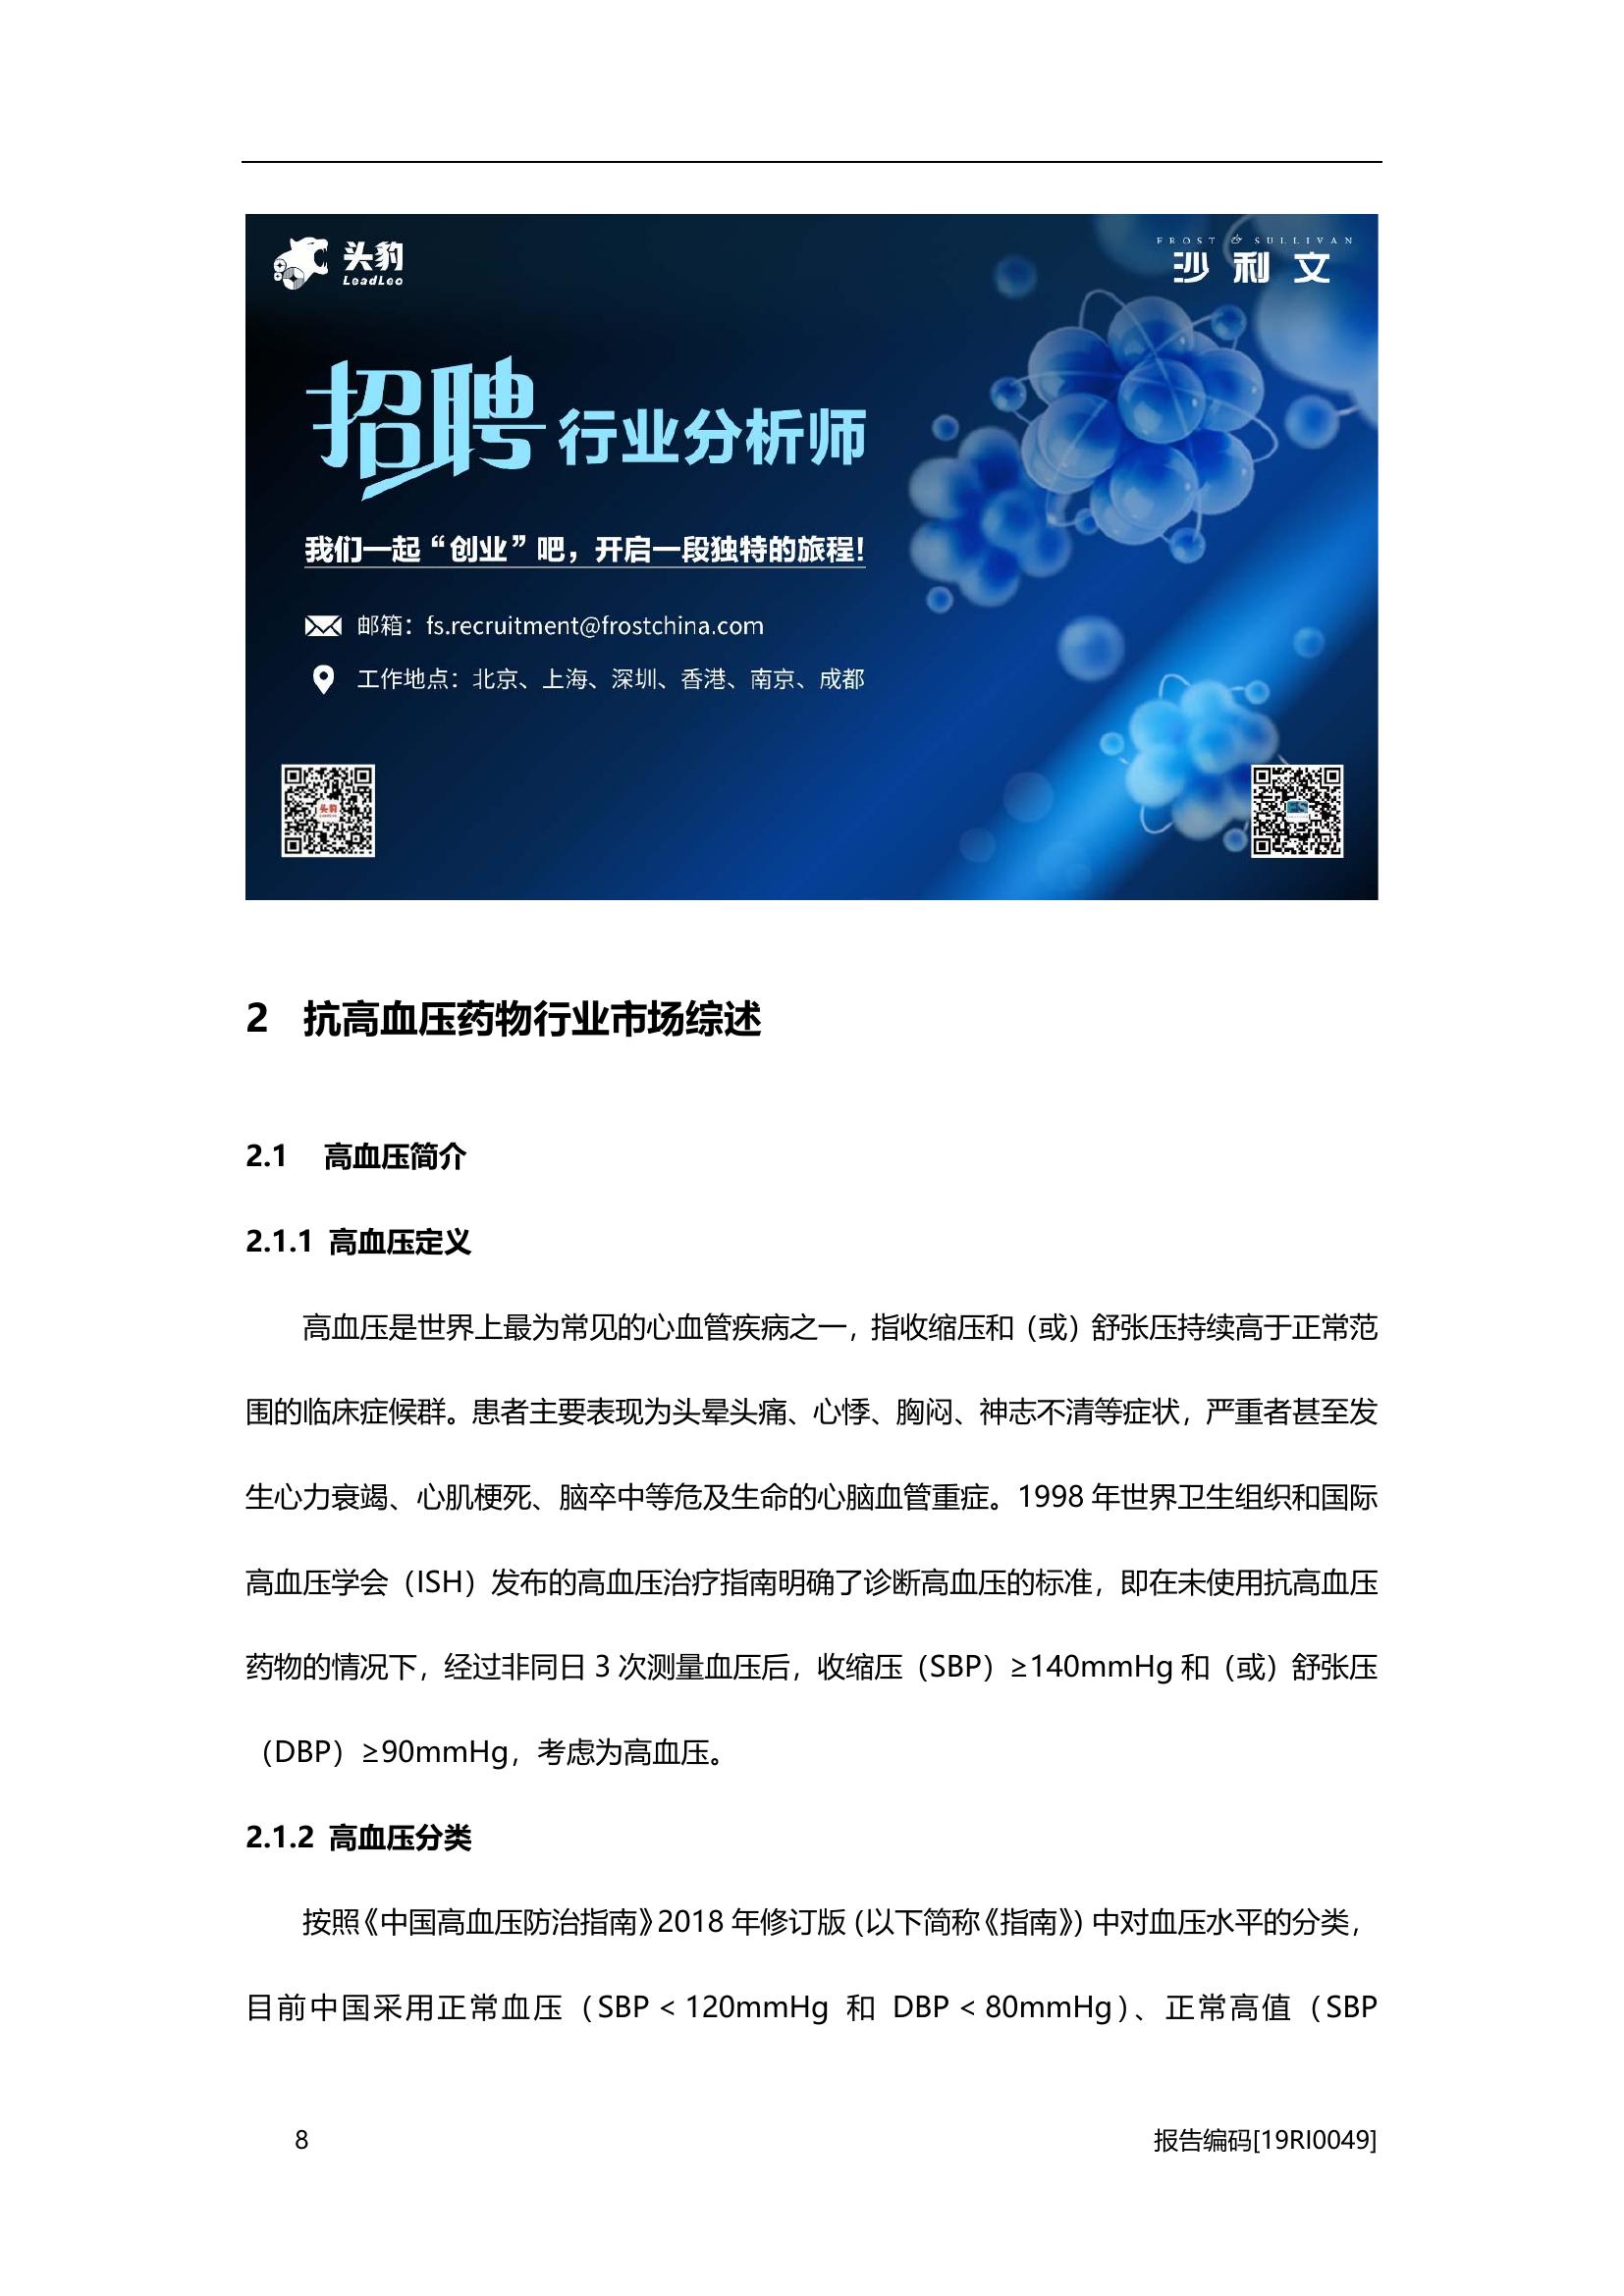 头豹
LeadLeo
FROST & SULLIVAN
沙利文
招聘 行业分析师
我们一起“创业”吧，开启一段独特的旅程！
邮箱：fs.recruitment@frostchina.com
工作地点：北京、上海、深圳、香港、南京、成都
头豹
2 抗高血压药物行业市场综述
2.1 高血压简介
2.1.1 高血压定义
高血压是世界上最为常见的心血管疾病之一，指收缩压和（或）舒张压持续高于正常范
围的临床症候群。患者主要表现为头晕头痛、心悸、胸闷、神志不清等症状，严重者甚至发
生心力衰竭、心肌梗死、脑卒中等危及生命的心脑血管重症。1998 年世界卫生组织和国际
高血压学会（ISH）发布的高血压治疗指南明确了诊断高血压的标准，即在未使用抗高血压
药物的情况下，经过非同日 3 次测量血压后，收缩压（SBP）≥140mmHg 和（或）舒张压
（DBP）≥90mmHg，考虑为高血压。
2.1.2 高血压分类
按照《中国高血压防治指南》2018 年修订版（以下简称《指南》）中对血压水平的分类，
目前中国采用正常血压（SBP＜120mmHg 和 DBP＜80mmHg）、正常高值（SBP
8 报告编码[19RI0049]